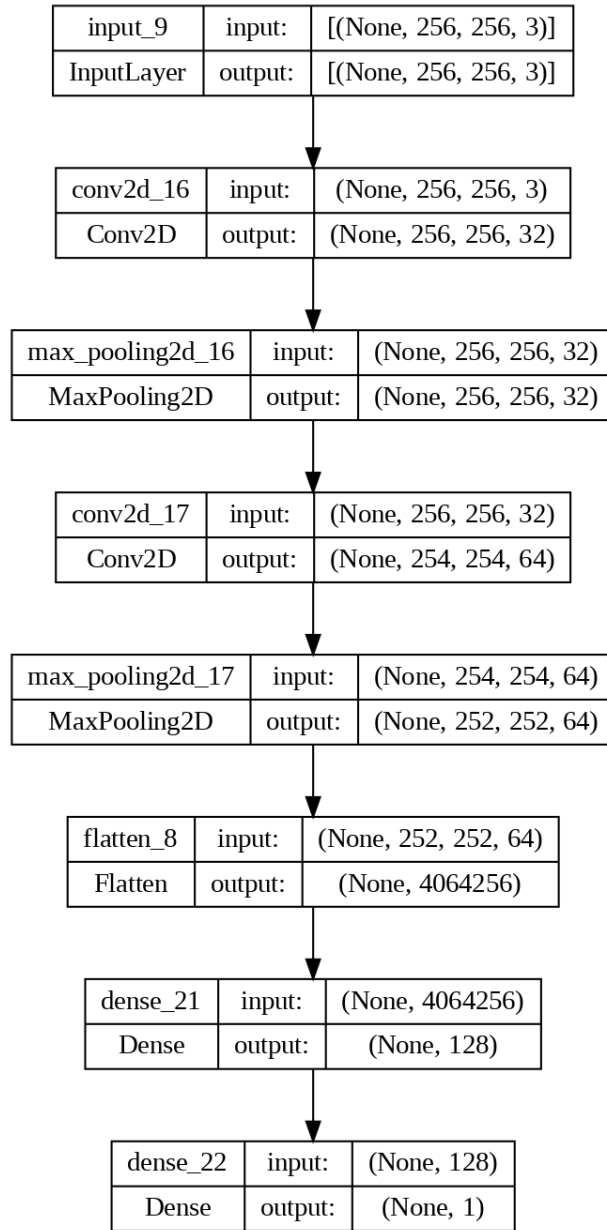 input_9 input: [(None, 256, 256, 3)]
InputLayer output: [(None, 256, 256, 3)]
conv2d_16 input: (None, 256, 256, 3)
Conv2D output: (None, 256, 256, 32)
max_pooling2d_16 input: (None, 256, 256, 32)
MaxPooling2D output: (None, 256, 256, 32)
conv2d_17 input: (None, 256, 256, 32)
Conv2D output: (None, 254, 254, 64)
max_pooling2d_17 input: (None, 254, 254, 64)
MaxPooling2D output: (None, 252, 252, 64)
flatten_8 input: (None, 252, 252, 64)
Flatten output: (None, 4064256)
dense_21 input: (None, 4064256)
Dense output: (None, 128)
dense_22 input: (None, 128)
Dense output: (None, 1)